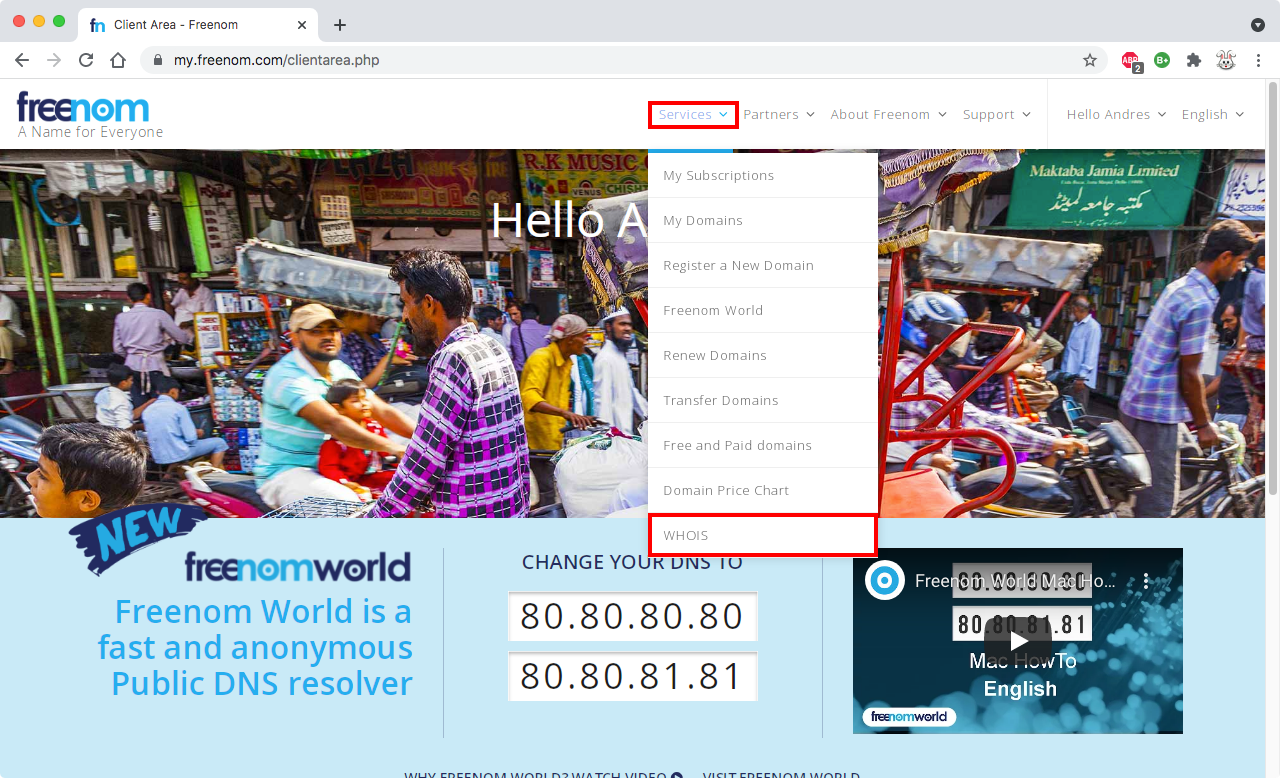 Client Area - Freenom
my.freenom.com/clientarea.php
ABP
2
B+
freenom
A Name for Everyone
Services
Partners
About Freenom
Support
Hello Andres
English
R.K MUSIC
VENUS
CHISHT
Maktaba Jamia Limited
مکتبہ جامعہ لمیٹڈ
Hello A
My Subscriptions
My Domains
Register a New Domain
Freenom World
Renew Domains
Transfer Domains
Free and Paid domains
Domain Price Chart
WHOIS
NEW
freenomworld
Freenom World is a
fast and anonymous
Public DNS resolver
CHANGE YOUR DNS TO
80.80.80.80
80.80.81.81
Freenom World Mac Ho...
80.80.80.80
80.80.81.81
Mac HowTo
English
freenomworld
WHY FREENOM WORLD? WATCH VIDEO
VISIT FREENOM WORLD